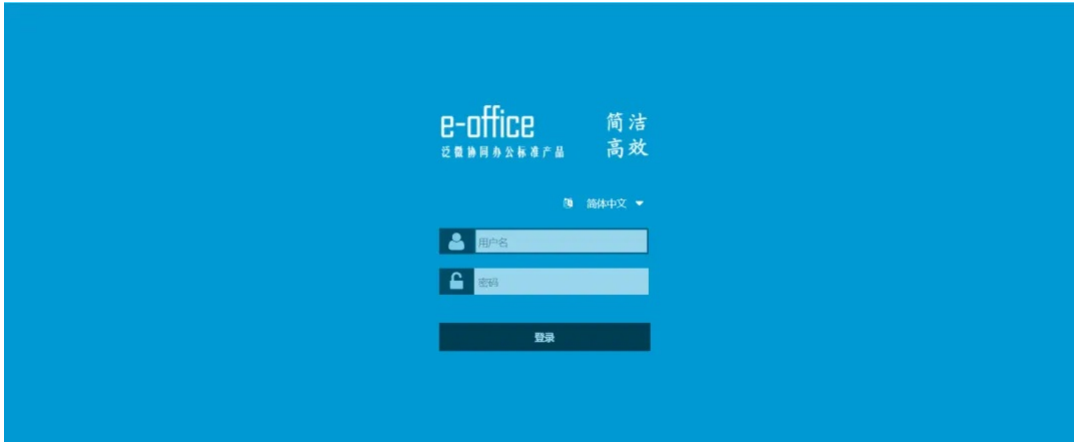 e-office
泛微协同办公标准产品
简洁
高效
简体中文
用户名
密码
登录